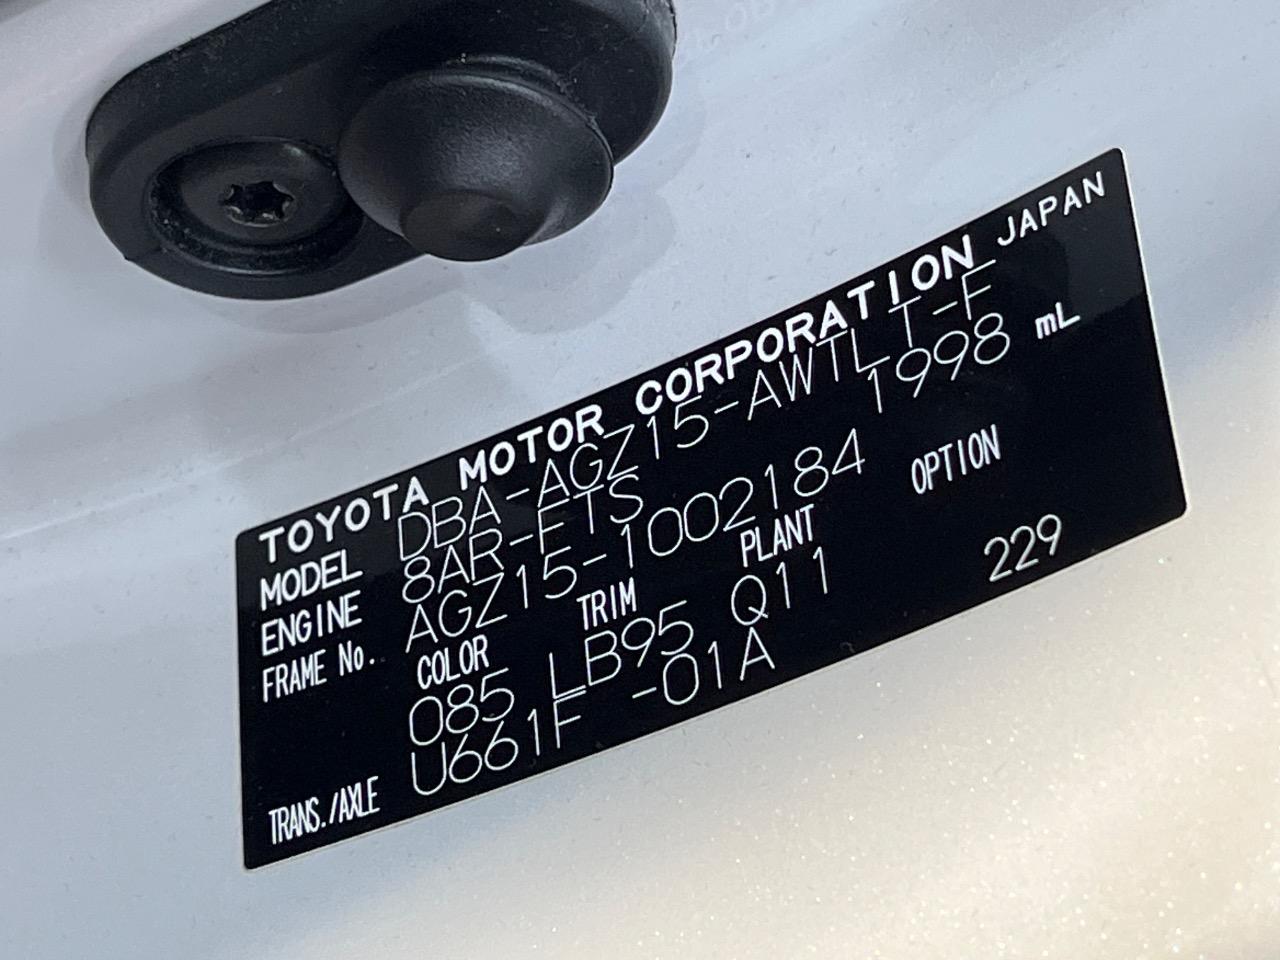 TOYOTA MOTOR CORPORATION JAPAN
MODEL DBA-AGZ15-AWTLT-F
ENGINE 8AR-FTS 1998 mL
FRAME No. AGZ15-1002184
COLOR TRIM PLANT OPTION
085 LB95 Q11
TRANS./AXLE U661F -01A 229